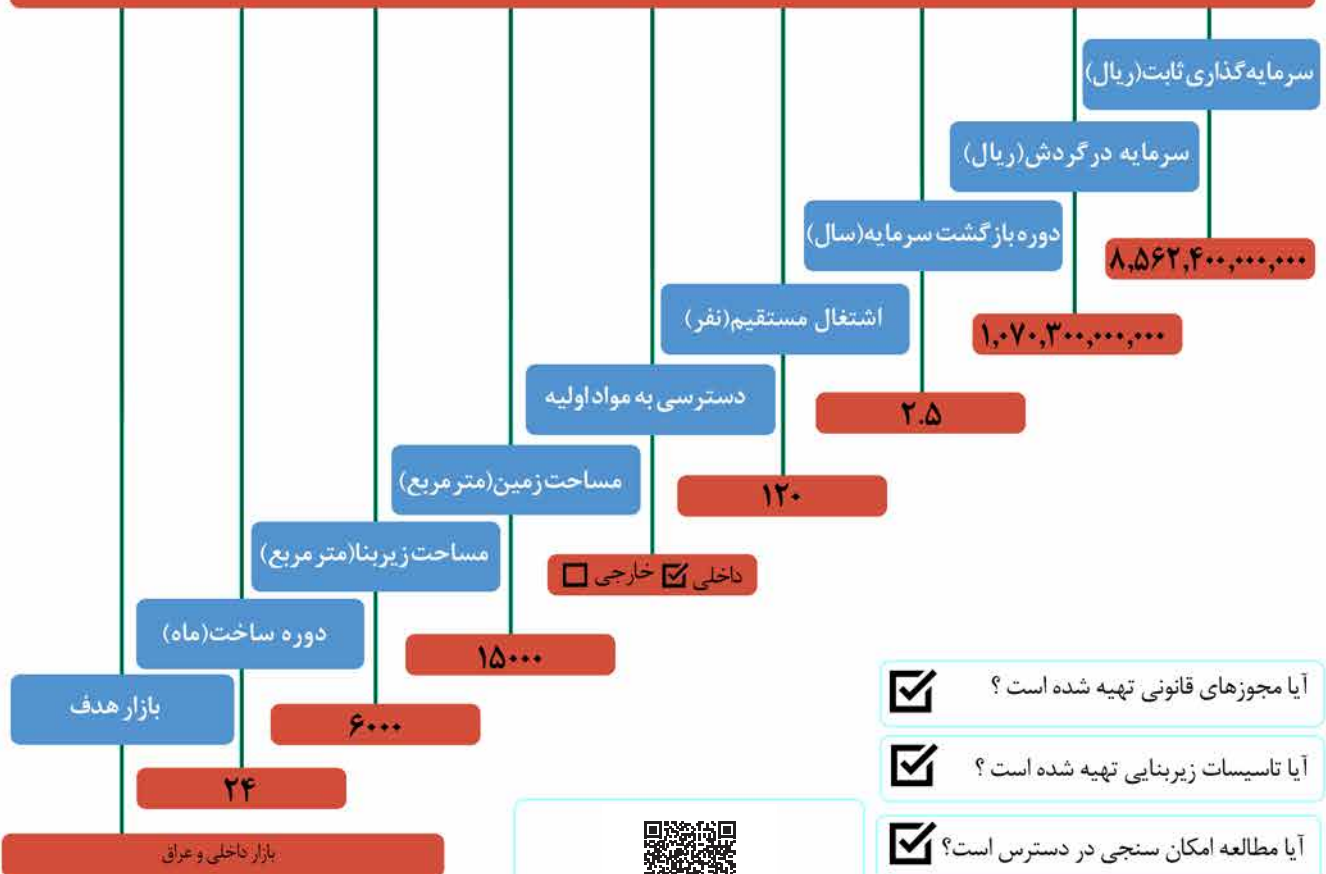 سرمایه‌گذاری ثابت(ریال)
۸,۵۶۲,۴۰۰,۰۰۰,۰۰۰
سرمایه در گردش(ریال)
۱,۰۷۰,۳۰۰,۰۰۰,۰۰۰
دوره بازگشت سرمایه(سال)
۲.۵
اشتغال مستقیم(نفر)
۱۲۰
دسترسی به مواد اولیه
داخلی ☑ خارجی ☐
مساحت زمین(متر مربع)
۱۵۰۰۰
مساحت زیربنا(متر مربع)
۶۰۰۰
دوره ساخت(ماه)
۲۴
بازار هدف
بازار داخلی و عراق
آیا مجوزهای قانونی تهیه شده است ؟ ☑
آیا تاسیسات زیربنایی تهیه شده است ؟ ☑
آیا مطالعه امکان سنجی در دسترس است؟ ☑